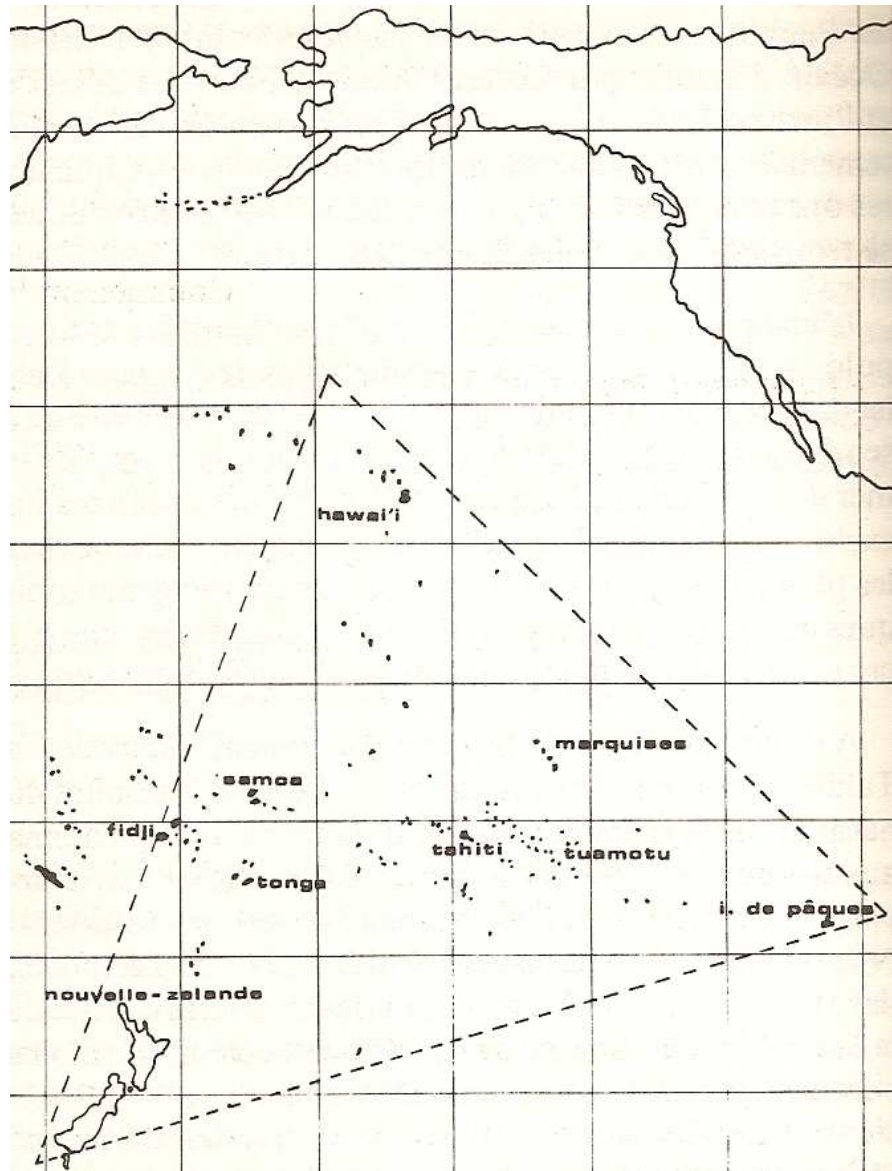 hawai'i
marquises
samoa
fidji
tahiti
tuamotu
tonga
i. de pâques
nouvelle-zelande